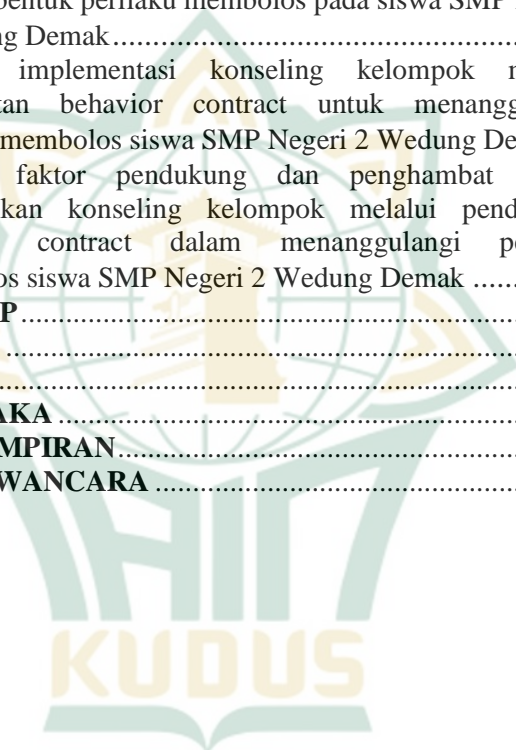 bentuk perilaku membolos pada siswa SMP
ng Demak
implementasi konseling kelompok
tan behavior contract untuk menangg
membolos siswa SMP Negeri 2 Wedung De
faktor pendukung dan penghambat
kan konseling kelompok melalui pend
contract dalam menanggulangi pe
os siswa SMP Negeri 2 Wedung Demak
P
AKA
MPIRAN
WANCARA
KUDUS